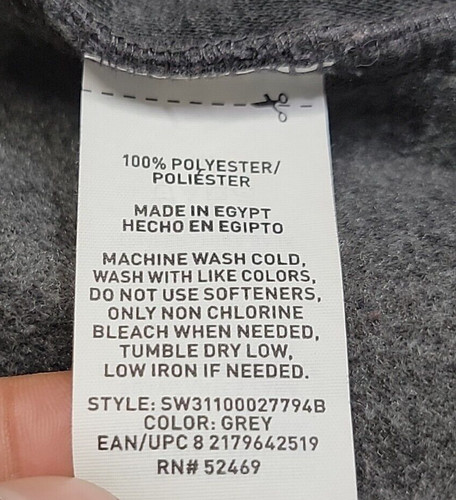 100% POLYESTER/
POLIÉSTER
MADE IN EGYPT
HECHO EN EGIPTO
MACHINE WASH COLD,
WASH WITH LIKE COLORS,
DO NOT USE SOFTENERS,
ONLY NON CHLORINE
BLEACH WHEN NEEDED,
TUMBLE DRY LOW,
LOW IRON IF NEEDED.
STYLE: SW31100027794B
COLOR: GREY
EAN/UPC 8 2179642519
RN# 52469